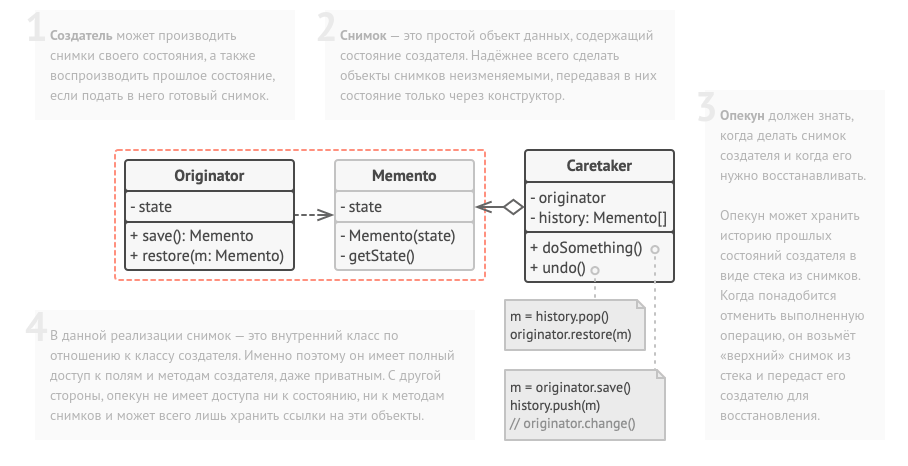 1
Создатель может производить
снимки своего состояния, а также
воспроизводить прошлое состояние,
если подать в него готовый снимок.
2
Снимок — это простой объект данных, содержащий
состояние создателя. Надёжнее всего сделать
объекты снимков неизменяемыми, передавая в них
состояние только через конструктор.
3
Опекун должен знать,
когда делать снимок
создателя и когда его
нужно восстанавливать.
Опекун может хранить
историю прошлых
состояний создателя в
виде стека из снимков.
Когда понадобится
отменить выполненную
операцию, он возьмёт
«верхний» снимок из
стека и передаст его
создателю для
восстановления.
Originator
- state
+ save(): Memento
+ restore(m: Memento)
Memento
- state
- Memento(state)
- getState()
Caretaker
- originator
- history: Memento[]
+ doSomething()
+ undo()
m = history.pop()
originator.restore(m)
m = originator.save()
history.push(m)
// originator.change()
4
В данной реализации снимок — это внутренний класс по
отношению к классу создателя. Именно поэтому он имеет полный
доступ к полям и методам создателя, даже приватным. С другой
стороны, опекун не имеет доступа ни к состоянию, ни к методам
снимков и может всего лишь хранить ссылки на эти объекты.